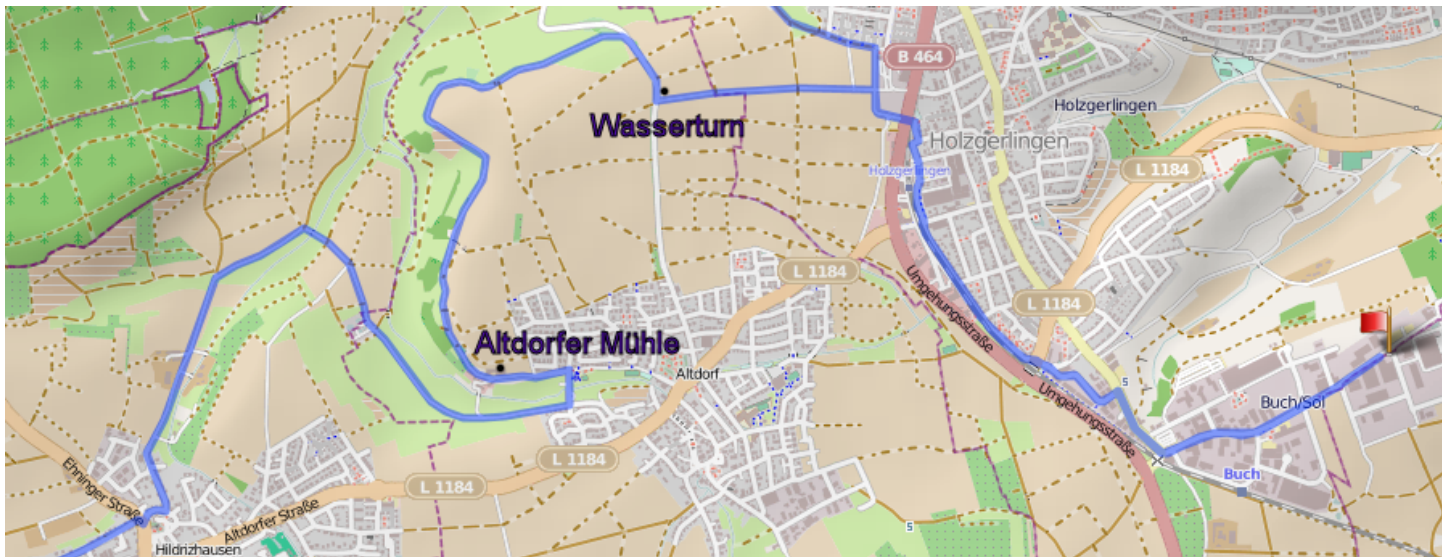 B 464
Holzgerlingen
Wasserturn
Holzgerlingen
L 1184
Holzgerlingen
L 1184
Umgehungsstraße
L 1184
Altdorfer Mühle
Altdorf
Umgehungsstraße
5
Buch/Sol
L 1184
Ehninger Straße
Buch
L 1184
Altdorfer Straße
5
Hildrizhausen